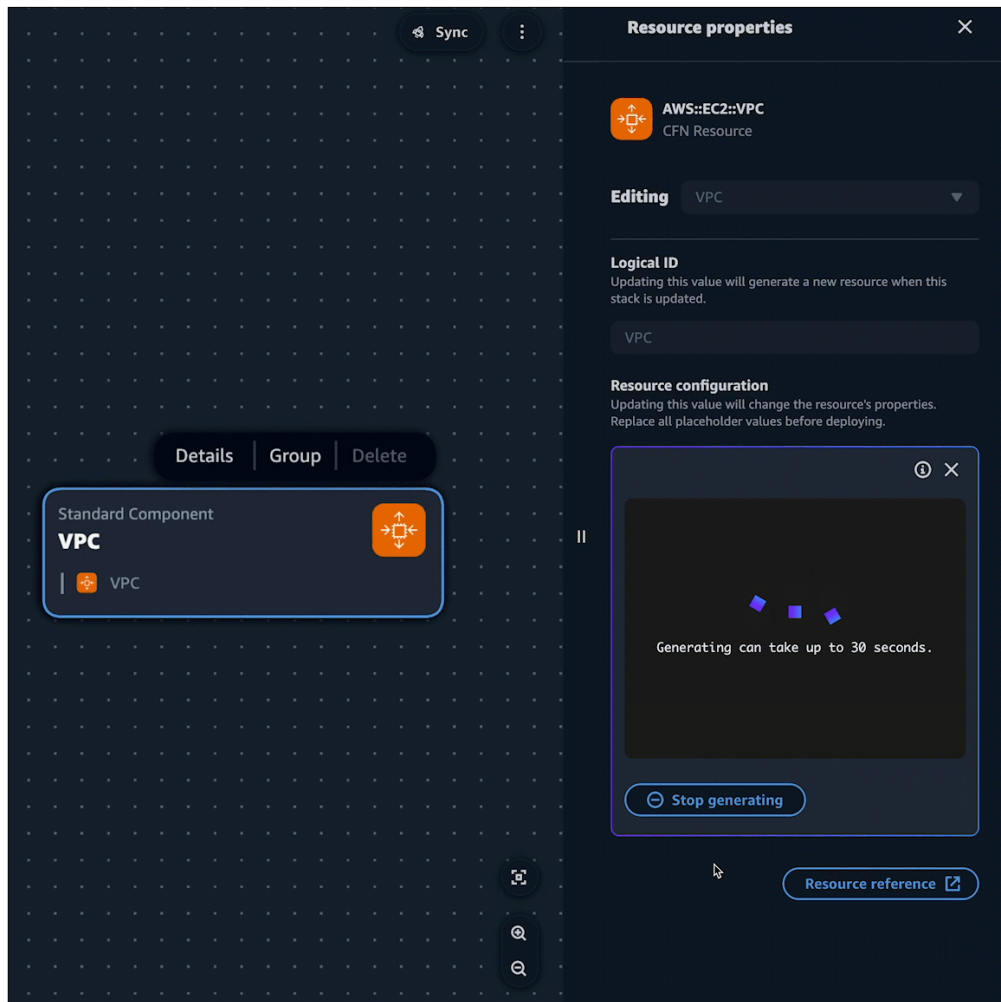 Sync
Resource properties
AWS::EC2::VPC
CFN Resource
Editing
VPC
Logical ID
Updating this value will generate a new resource when this
stack is updated.
VPC
Resource configuration
Updating this value will change the resource's properties.
Replace all placeholder values before deploying.
Details
Group
Delete
Standard Component
VPC
VPC
Generating can take up to 30 seconds.
Stop generating
Resource reference